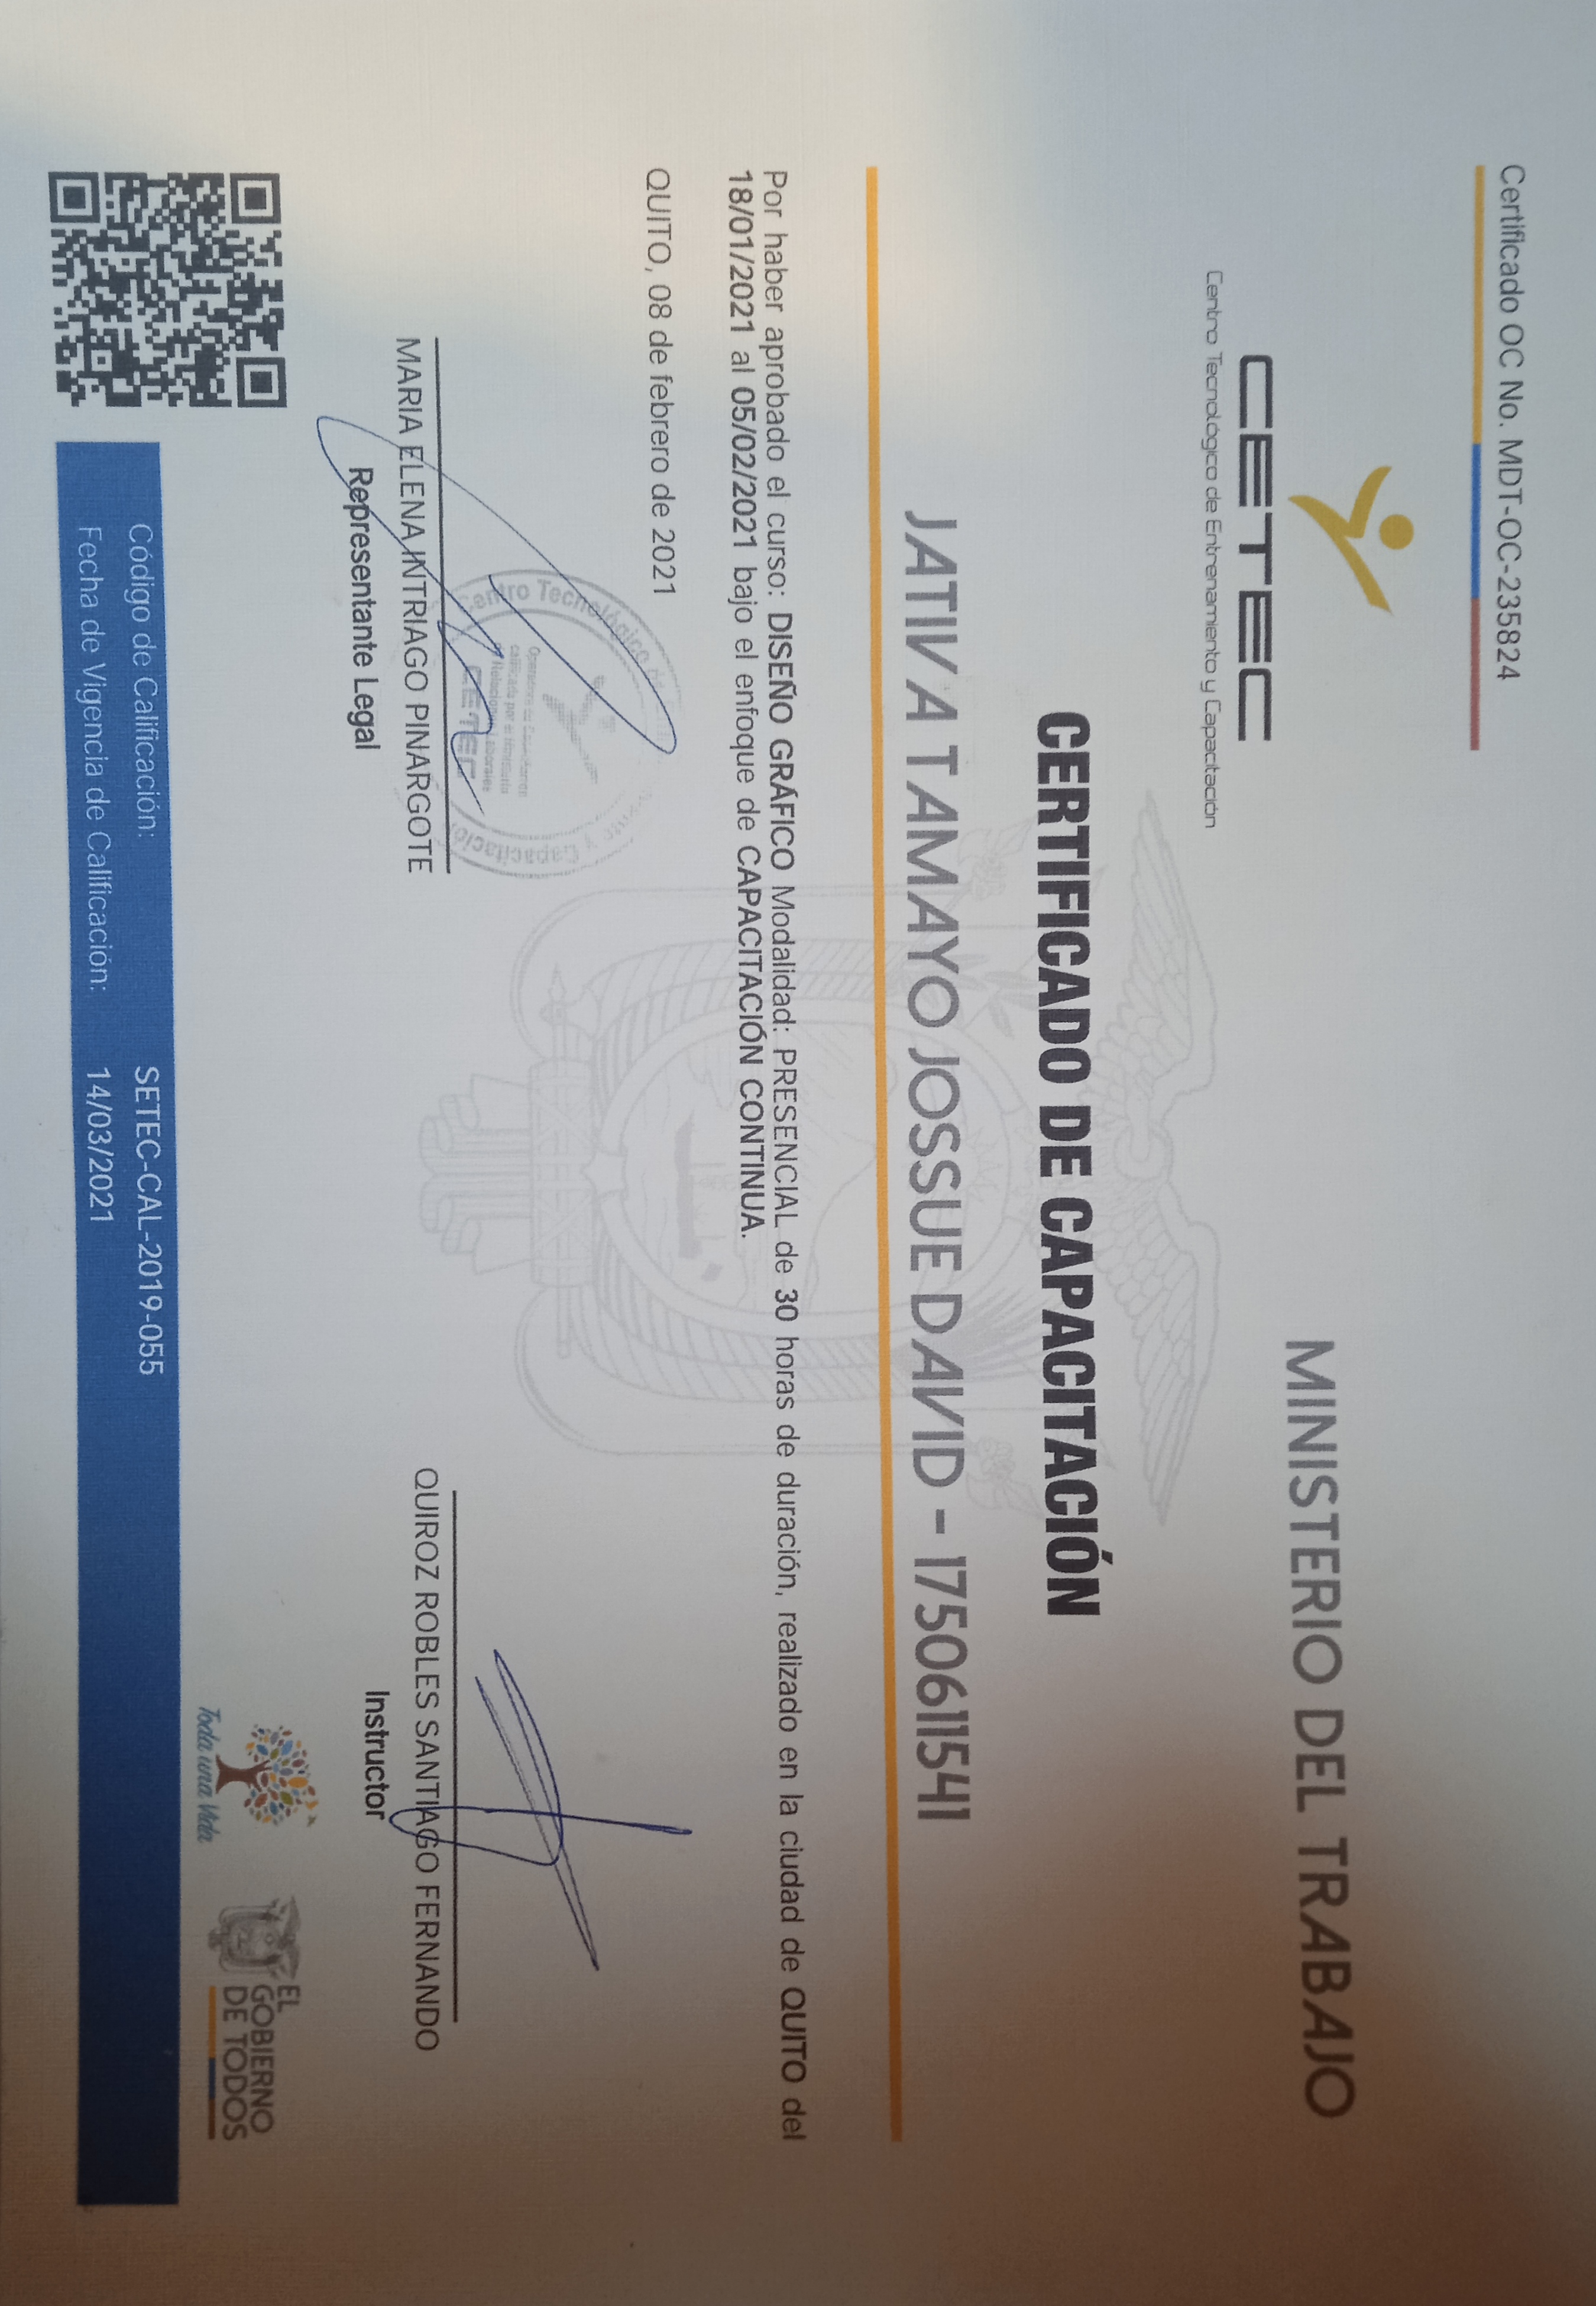 Certificado OC No. MDT-OC-235824
CETEC
Centro Tecnológico de Entrenamiento y Capacitación
MINISTERIO DEL TRABAJO
CERTIFICADO DE CAPACITACIÓN
JATIVA TAMAYO JOSSUE DAVID - 1750611541
Por haber aprobado el curso: DISEÑO GRÁFICO Modalidad: PRESENCIAL de 30 horas de duración, realizado en la ciudad de QUITO del
18/01/2021 al 05/02/2021 bajo el enfoque de CAPACITACIÓN CONTINUA.
QUITO, 08 de febrero de 2021
Centro Tecnológico de y Capacitació
calificada por el Ministerio
de Relaciones Laborales
CETEC
MARIA ELENA INTRIAGO PINARGOTE
Representante Legal
QUIROZ ROBLES SANTIAGO FERNANDO
Instructor
Toda una Vida
EL
GOBIERNO
DE TODOS
Código de Calificación: SETEC-CAL-2019-055
Fecha de Vigencia de Calificación: 14/03/2021